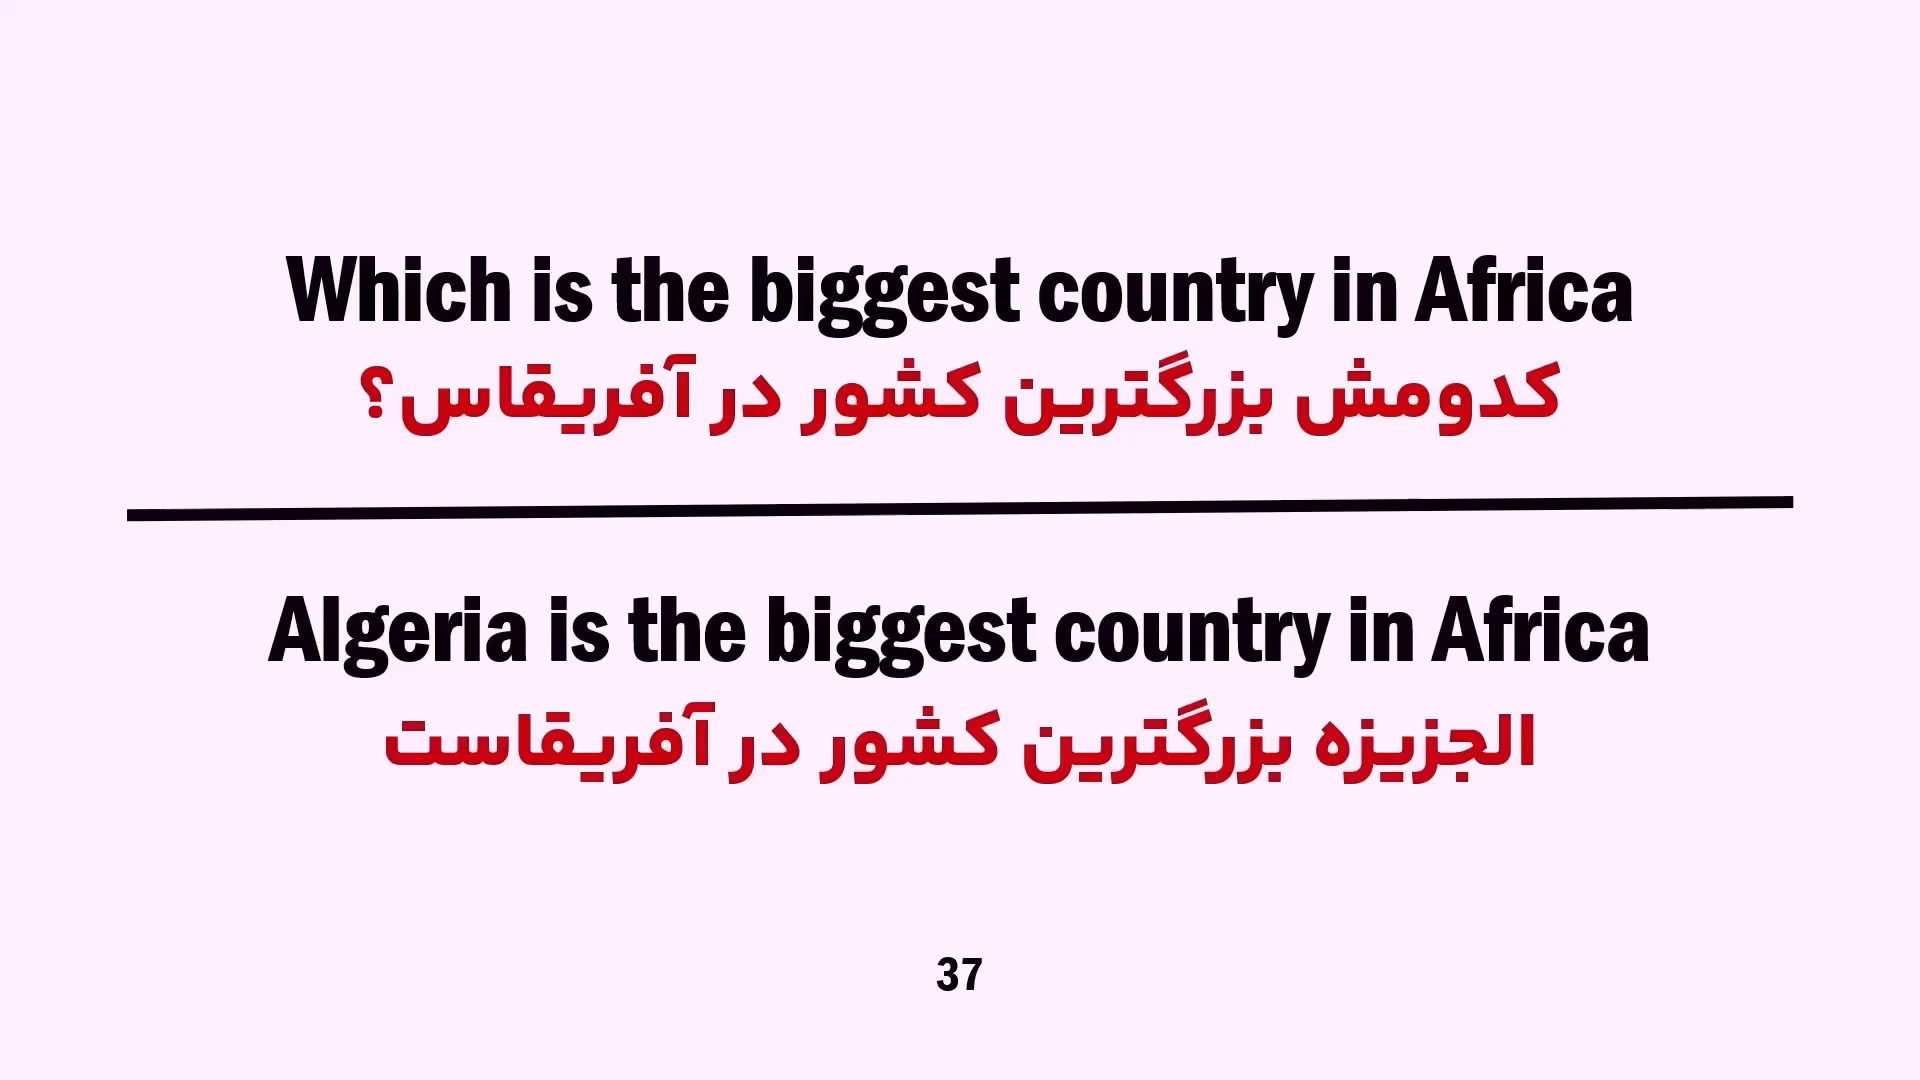 Which is the biggest country in Africa
کدومش بزرگترین کشور در آفریقاس؟
Algeria is the biggest country in Africa
الجزیزه بزرگترین کشور در آفریقاست
37